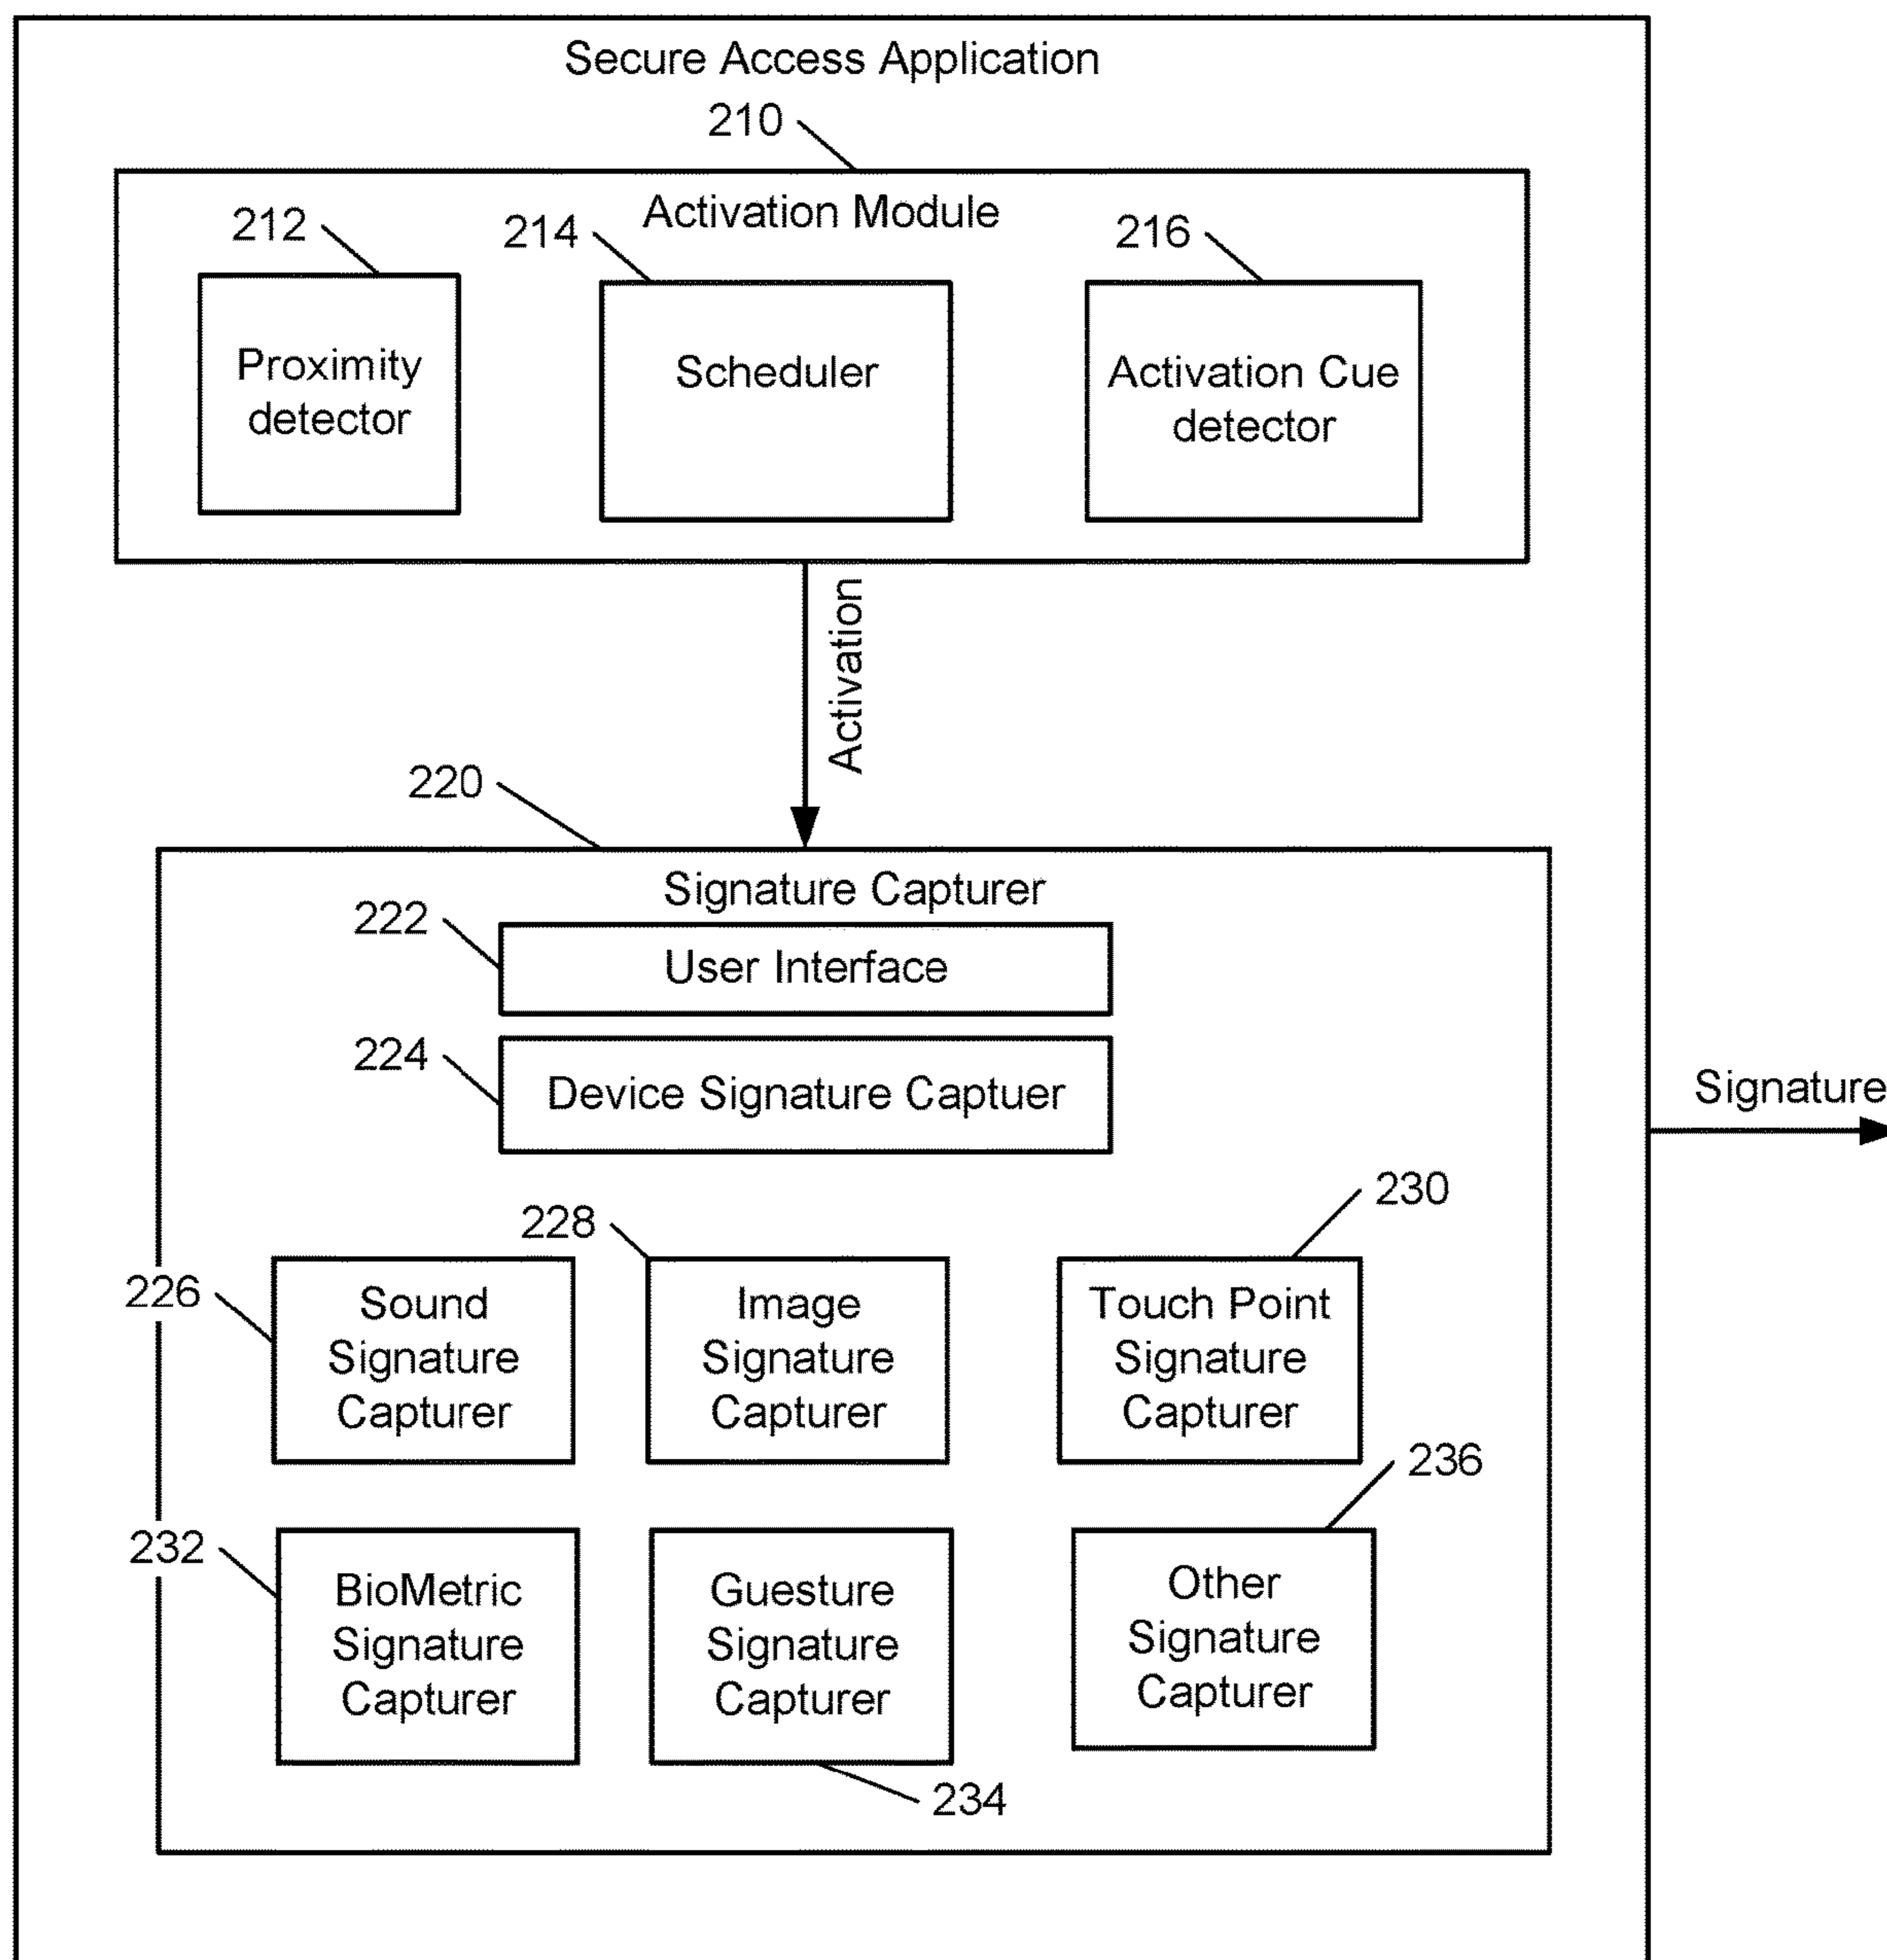 Secure Access Application
210
Activation Module
212
214
216
Proximity
detector
Scheduler
Activation Cue
detector
Activation
220
Signature Capturer
222
User Interface
224
Device Signature Captuer
Signature
226
Sound
Signature
Capturer
228
Image
Signature
Capturer
230
Touch Point
Signature
Capturer
232
BioMetric
Signature
Capturer
Guesture
Signature
Capturer
234
236
Other
Signature
Capturer